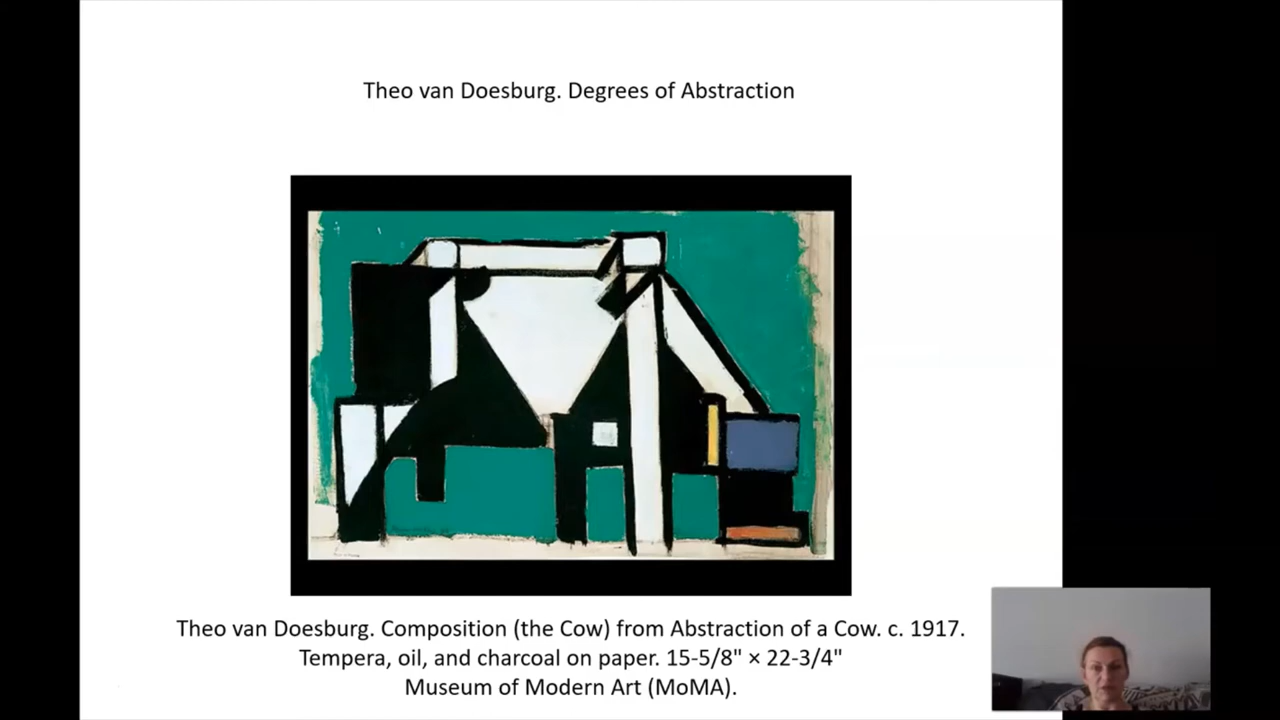 Theo van Doesburg. Degrees of Abstraction
Theo van Doesburg. Composition (the Cow) from Abstraction of a Cow. c. 1917.
Tempera, oil, and charcoal on paper. 15-5/8" × 22-3/4"
Museum of Modern Art (MoMA).